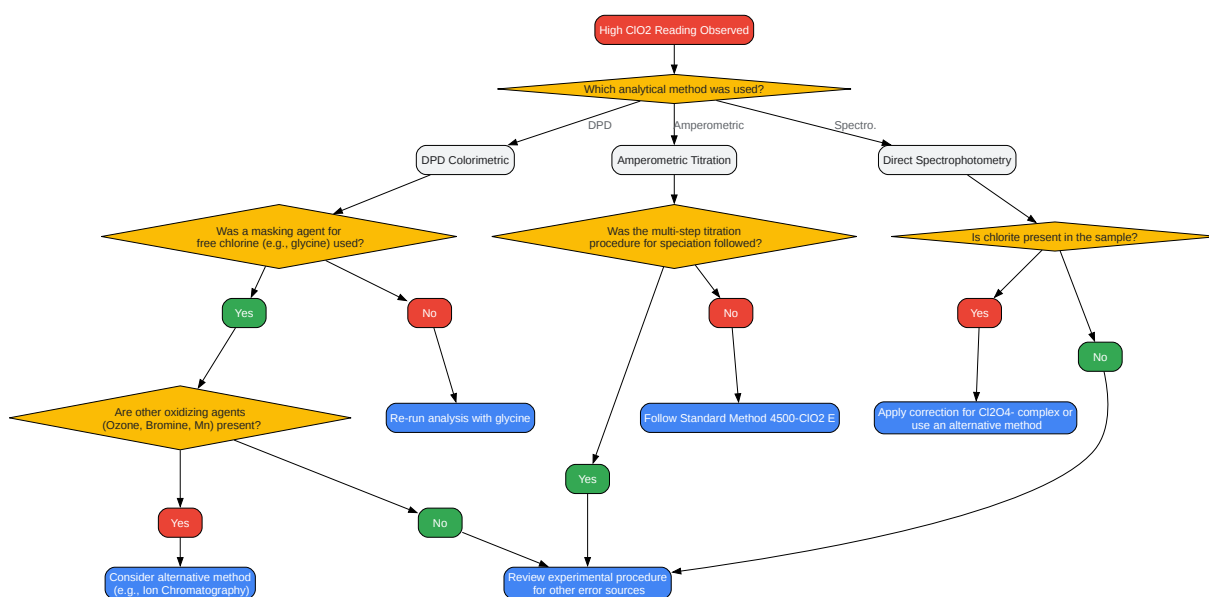 High ClO2 Reading Observed
Which analytical method was used?
DPD
Amperometric
Spectro.
DPD Colorimetric
Amperometric Titration
Direct Spectrophotometry
Was a masking agent for
free chlorine (e.g., glycine) used?
Was the multi-step titration
procedure for speciation followed?
Is chlorite present in the sample?
Yes
No
No
Yes
No
Are other oxidizing agents
(Ozone, Bromine, Mn) present?
Re-run analysis with glycine
Follow Standard Method 4500-ClO2 E
Apply correction for Cl2O4- complex or
use an alternative method
Yes
Yes
No
Consider alternative method
(e.g., Ion Chromatography)
Review experimental procedure
for other error sources